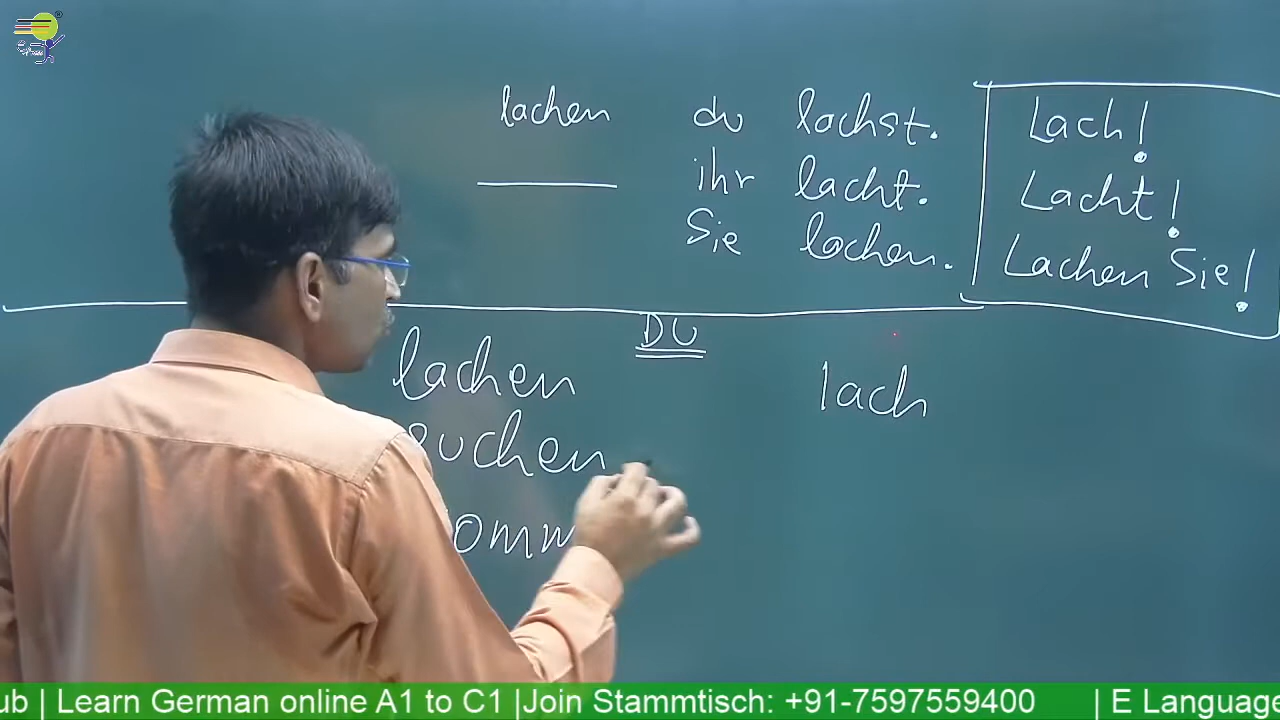 lachen du lachst. Lach!
ihr lacht. Lacht!
Sie lachen. Lachen Sie!
DU
lachen lach
ub | Learn German online A1 to C1 |Join Stammtisch: +91-7597559400 | E Language